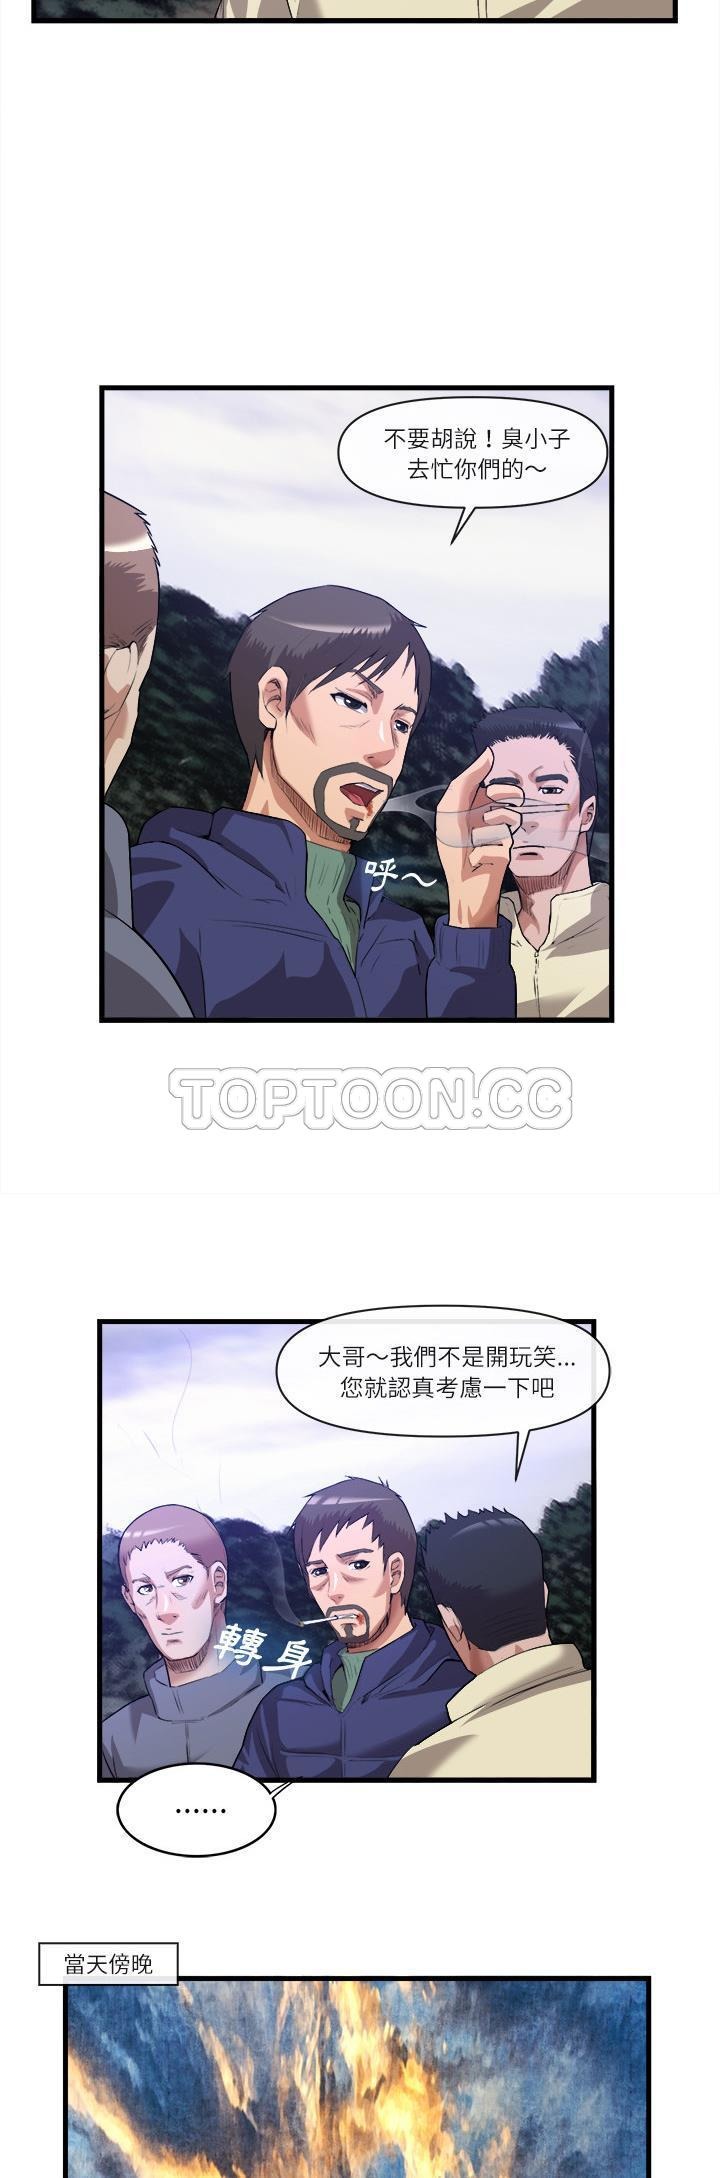 不要胡說！臭小子
去忙你們的～
呼～
TOPTOON.CC
大哥～我們不是開玩笑...
您就認真考慮一下吧
轉身
......
當天傍晚